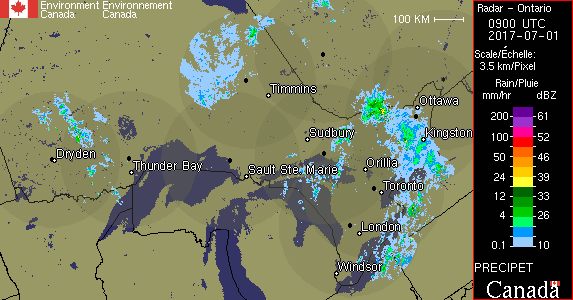 Environment Environnement
Canada Canada
100 KM
Timmins
Ottawa
Sudbury
Kingston
Dryden
Thunder Bay
Sault Ste. Marie
Orillia
Toronto
London
Windsor
Radar - Ontario
0900 UTC
2017-07-01
Scale/Échelle:
3.5 km/Pixel
Rain/Pluie
mm/hr dBZ
200 61
100 52
50 46
24 39
12 33
4 26
0.1 10
PRECIPET
Canada